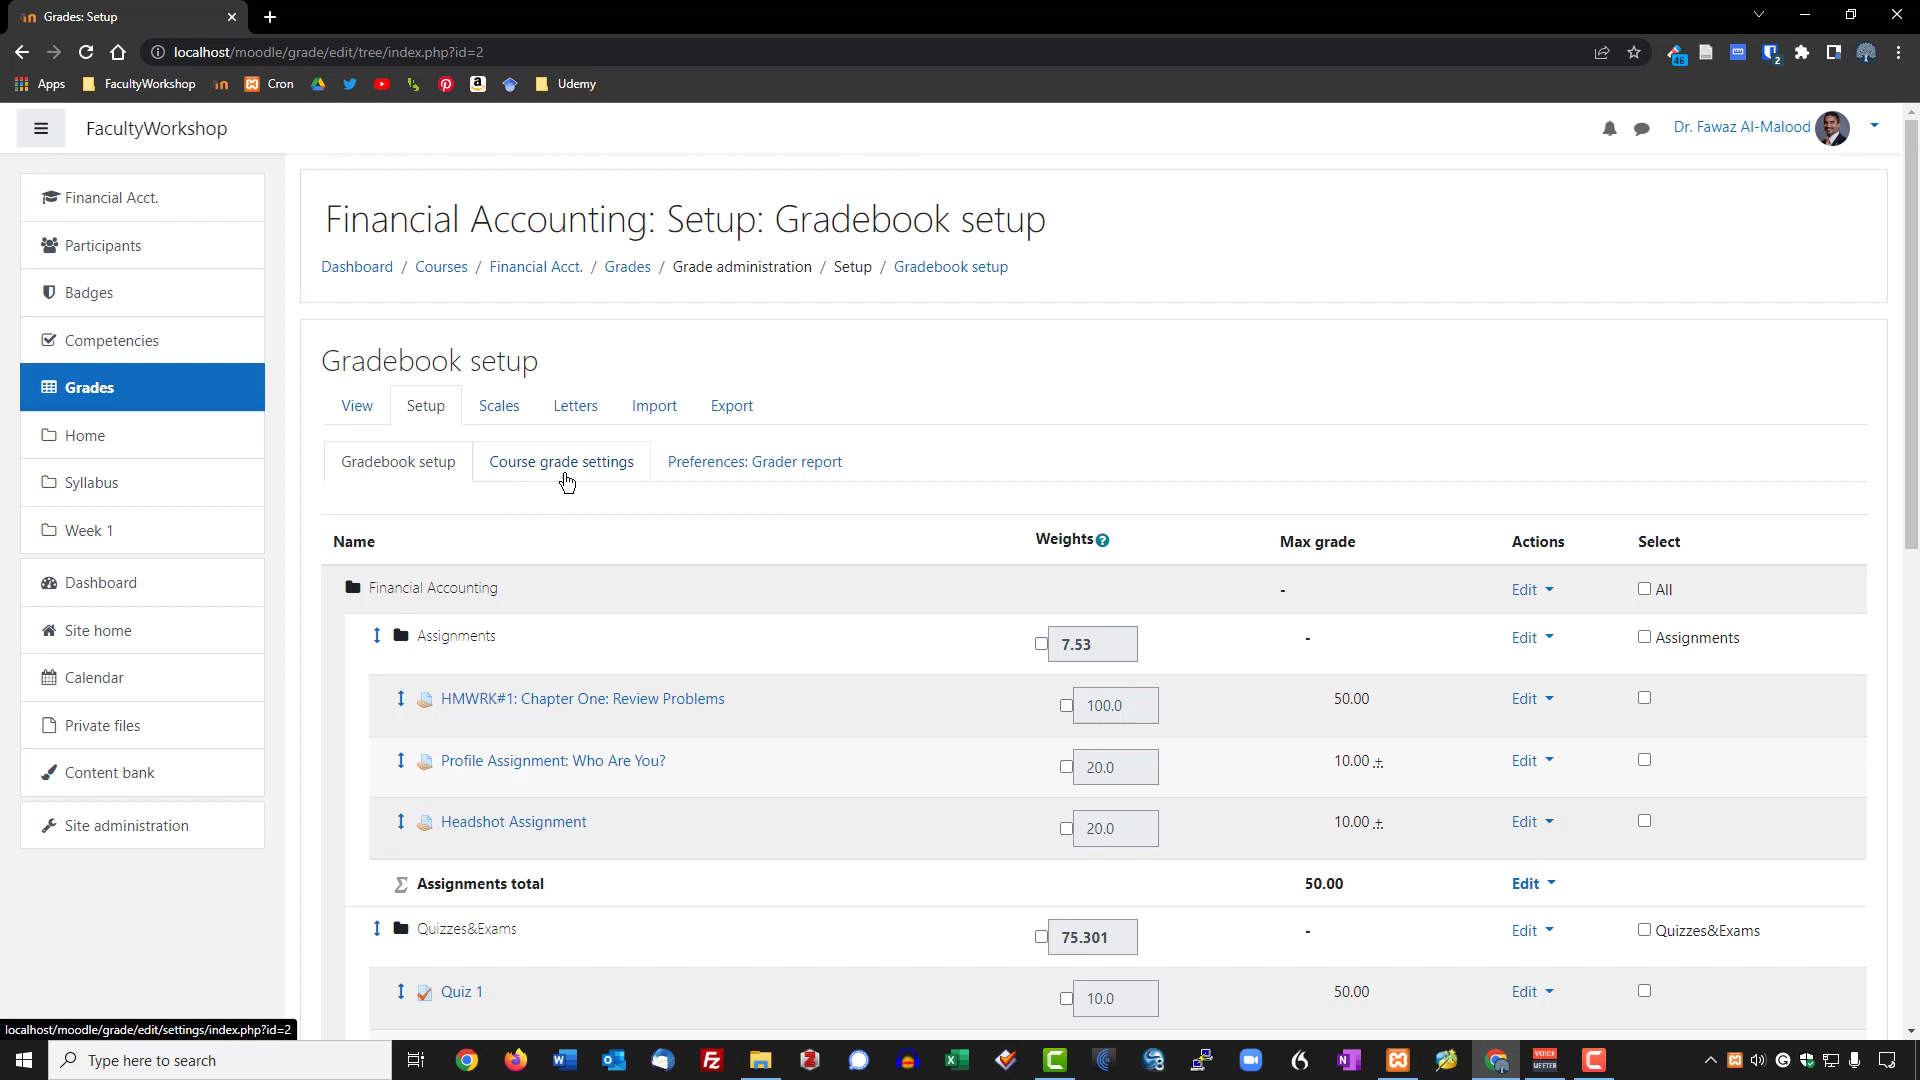 Grades: Setup
localhost/moodle/grade/edit/tree/index.php?id=2
46
2
Apps
FacultyWorkshop
Cron
Udemy
FacultyWorkshop
Dr. Fawaz Al-Malood
Financial Acct.
Participants
Badges
Competencies
Grades
Home
Syllabus
Week 1
Dashboard
Site home
Calendar
Private files
Content bank
Site administration
Financial Accounting: Setup: Gradebook setup
Dashboard / Courses / Financial Acct. / Grades / Grade administration / Setup / Gradebook setup
Gradebook setup
View Setup Scales Letters Import Export
Gradebook setup Course grade settings Preferences: Grader report
Name Weights Max grade Actions Select
Financial Accounting - Edit All
Assignments 7.53 - Edit Assignments
HMWRK#1: Chapter One: Review Problems 100.0 50.00 Edit
Profile Assignment: Who Are You? 20.0 10.00 + Edit
Headshot Assignment 20.0 10.00 + Edit
∑ Assignments total 50.00 Edit
Quizzes&Exams 75.301 - Edit Quizzes&Exams
Quiz 1 10.0 50.00 Edit
localhost/moodle/grade/edit/settings/index.php?id=2
Type here to search
VOICE
MEETER